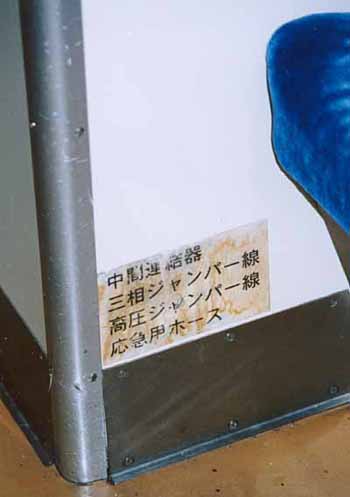 中間連結器
三相ジャンパー線
高圧ジャンパー線
応急用ホース